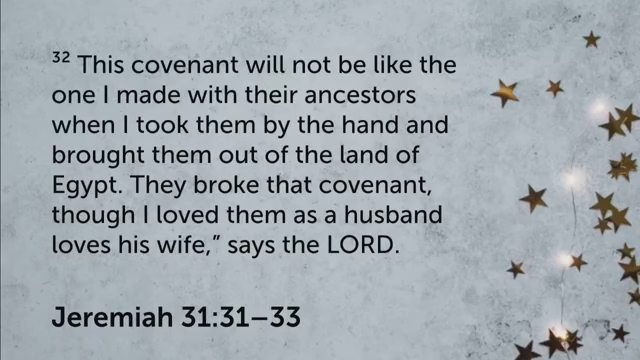 32 This covenant will not be like the
one I made with their ancestors
when I took them by the hand and
brought them out of the land of
Egypt. They broke that covenant,
though I loved them as a husband
loves his wife,” says the LORD.
Jeremiah 31:31–33